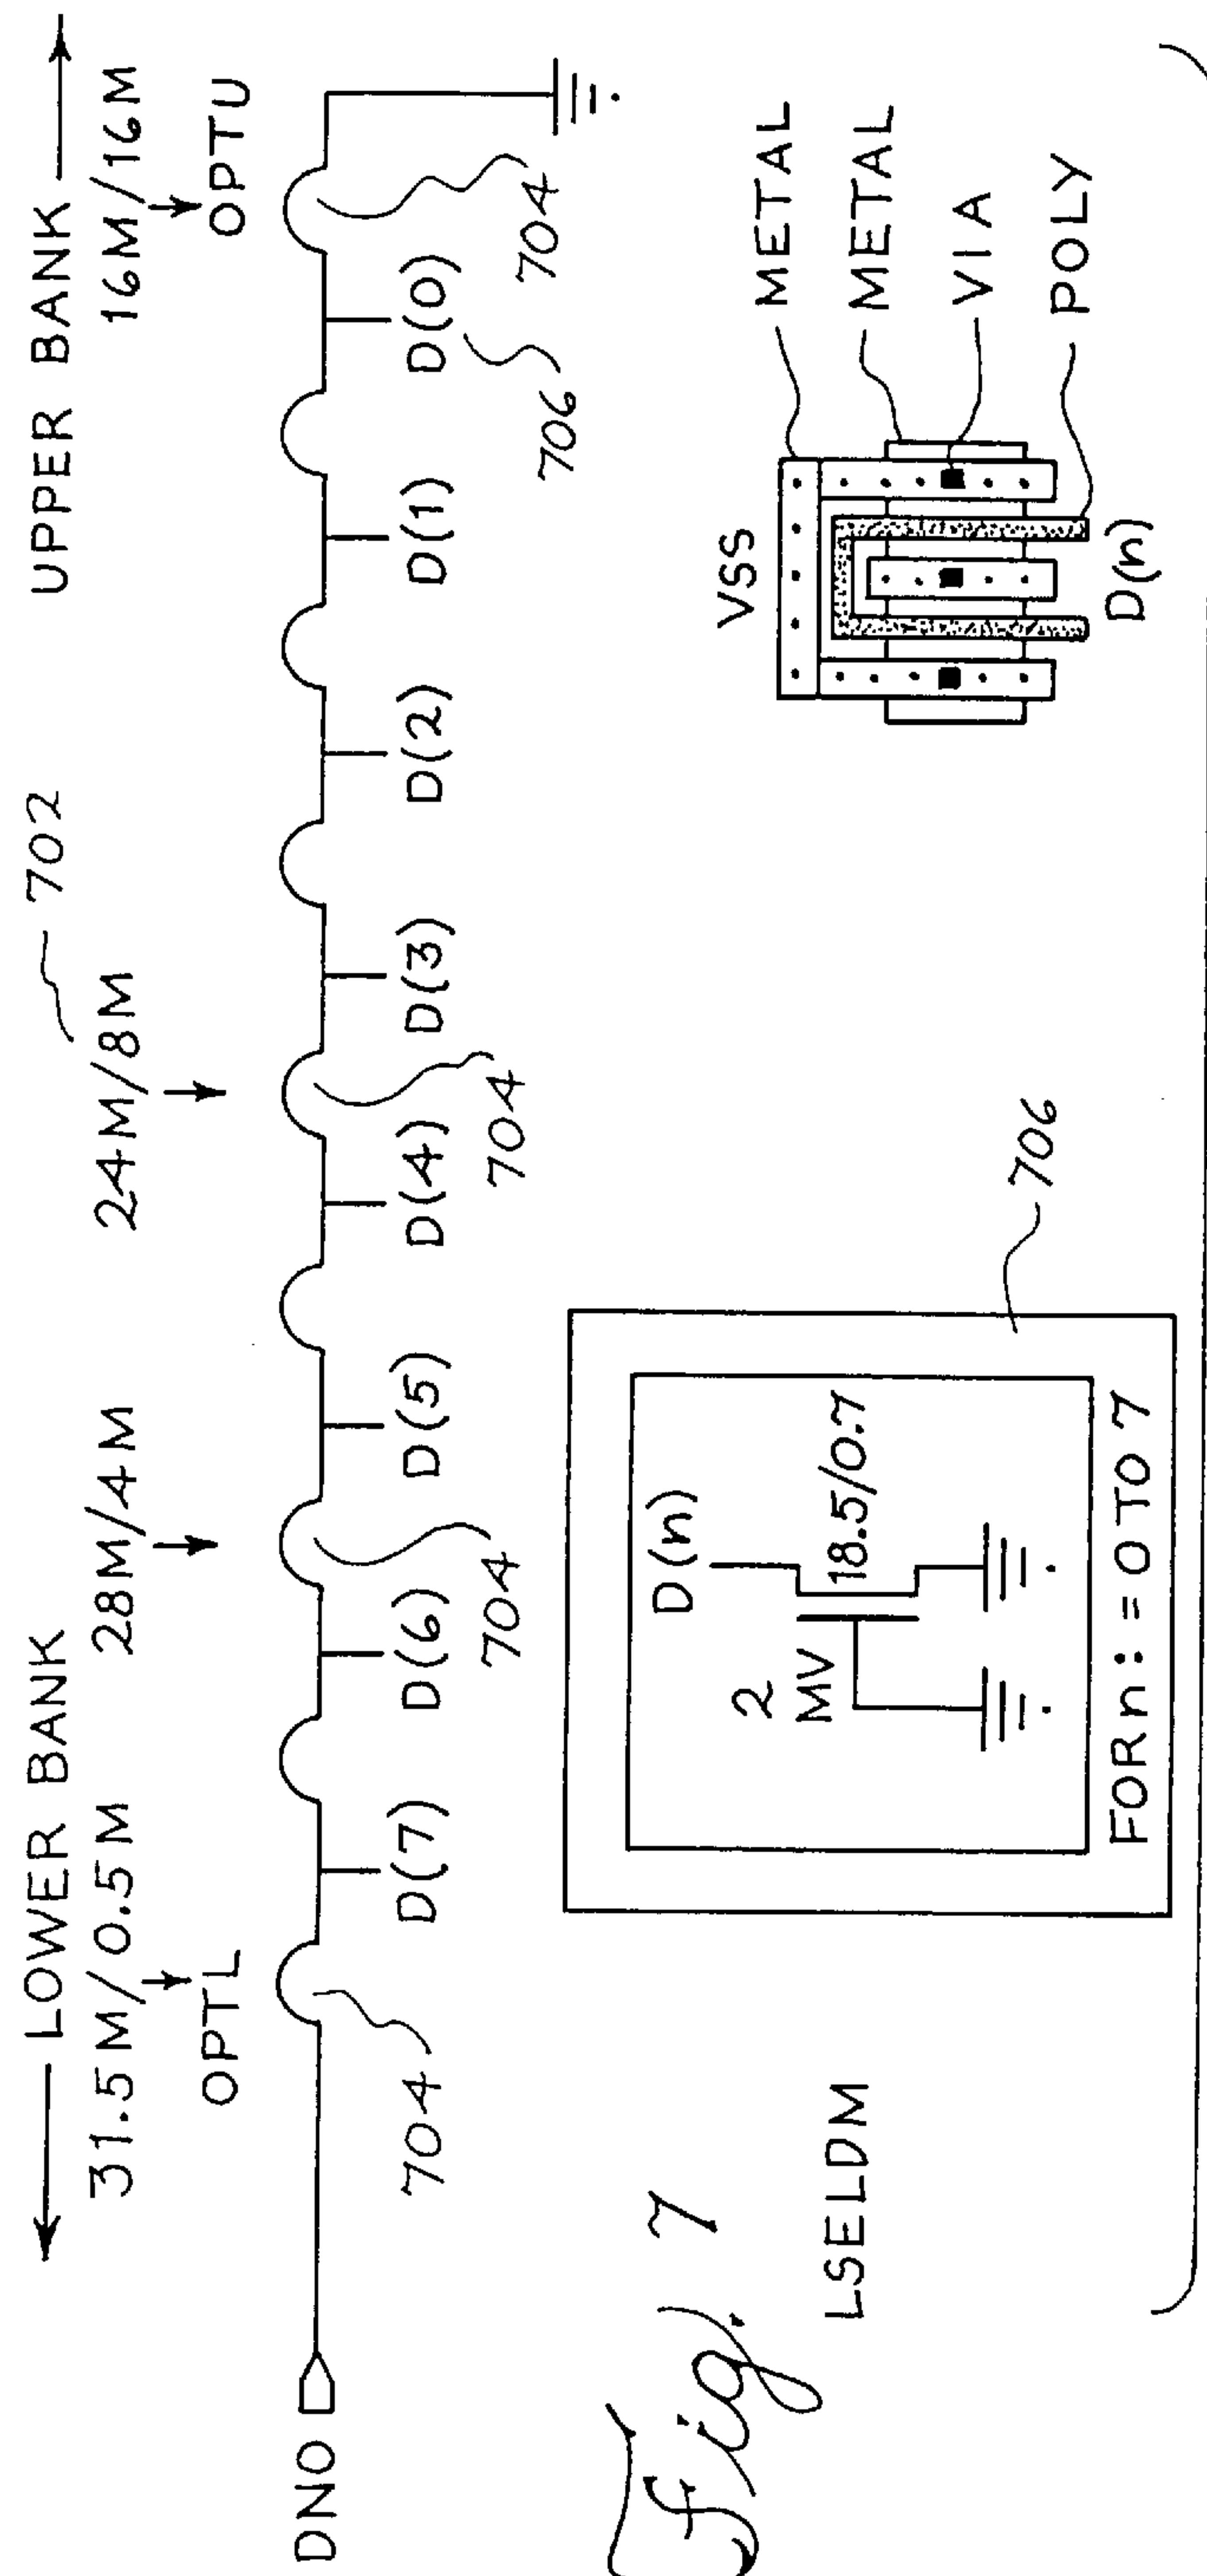 ← LOWER BANK UPPER BANK →
31.5M/0.5M 28M/4M 24M/8M 702 16M/16M
OPTL OPTU
DNO
D(7) D(6) D(5) D(4) D(3) D(2) D(1) D(0)
704 704 704 706 704
Fig. 7
LSELDM
D(n)
2
MV
18.5/0.7
FOR n := 0 TO 7
706
VSS
METAL
METAL
VIA
POLY
D(n)